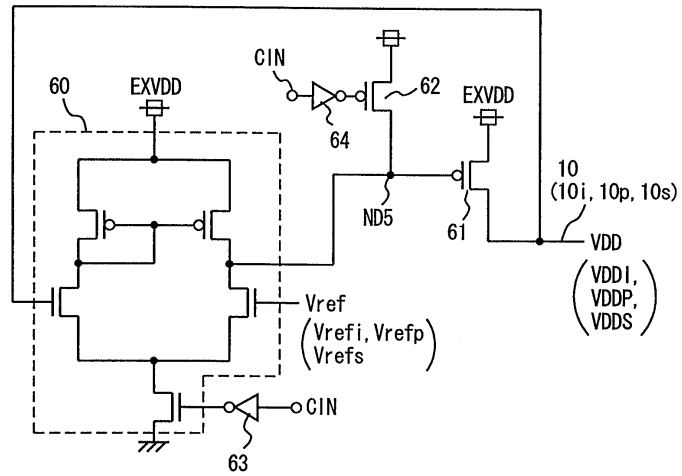 CIN
62
60
EXVDD
EXVDD
64
10
(10i, 10p, 10s)
ND5
61
VDD
(VDDI,
VDDP,
VDDS)
Vref
(Vrefi, Vrefp
Vrefs)
CIN
63